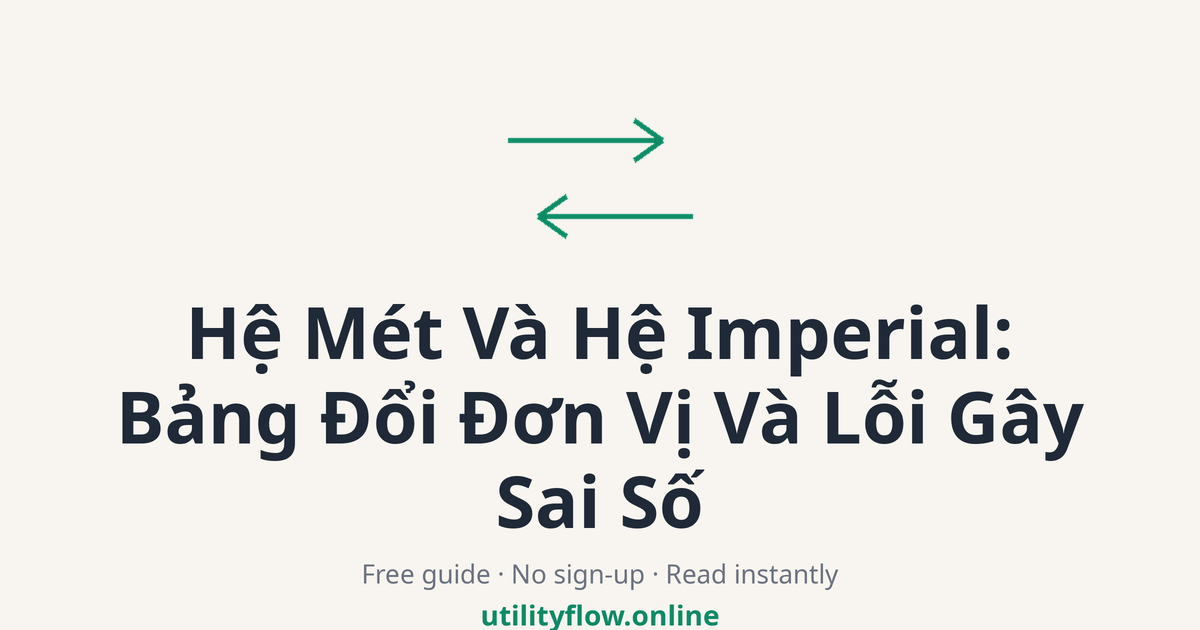 Hệ Mét Và Hệ Imperial:
Bảng Đổi Đơn Vị Và Lỗi Gây
Sai Số
Free guide · No sign-up · Read instantly
utilityflow.online